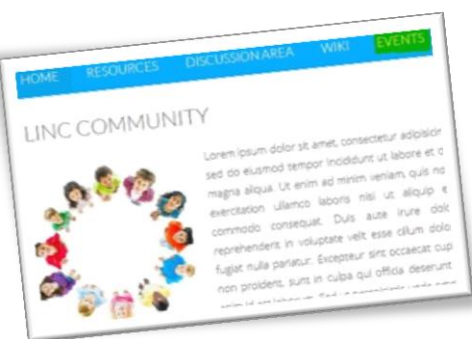 HOME RESOURCES DISCUSSION AREA WIKI EVENTS
LINC COMMUNITY
Lorem ipsum dolor sit amet, consectetur adipisicin
sed do eiusmod tempor incididunt ut labore et c
magna aliqua. Ut enim ad minim veniam, quis no
exercitation ullamco laboris nisi ut aliquip e
commodo consequat. Duis aute irure dolc
reprehenderit in voluptate velit esse cillum dolo
fugiat nulla pariatur. Excepteur sint occaecat cup
non proident, sunt in culpa qui officia deserunt